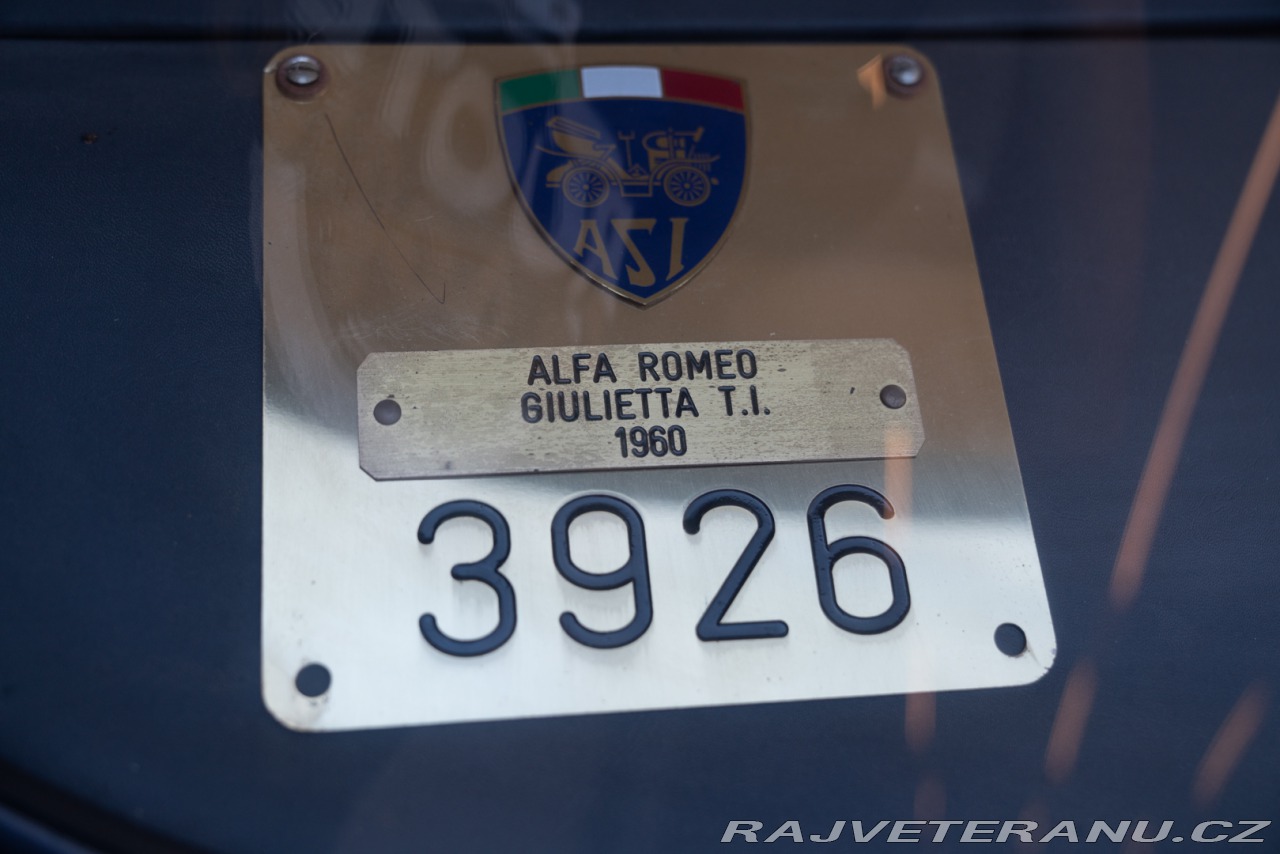 ASI
ALFA ROMEO
GIULIETTA T.I.
1960
3926
RAJVETERANU.CZ